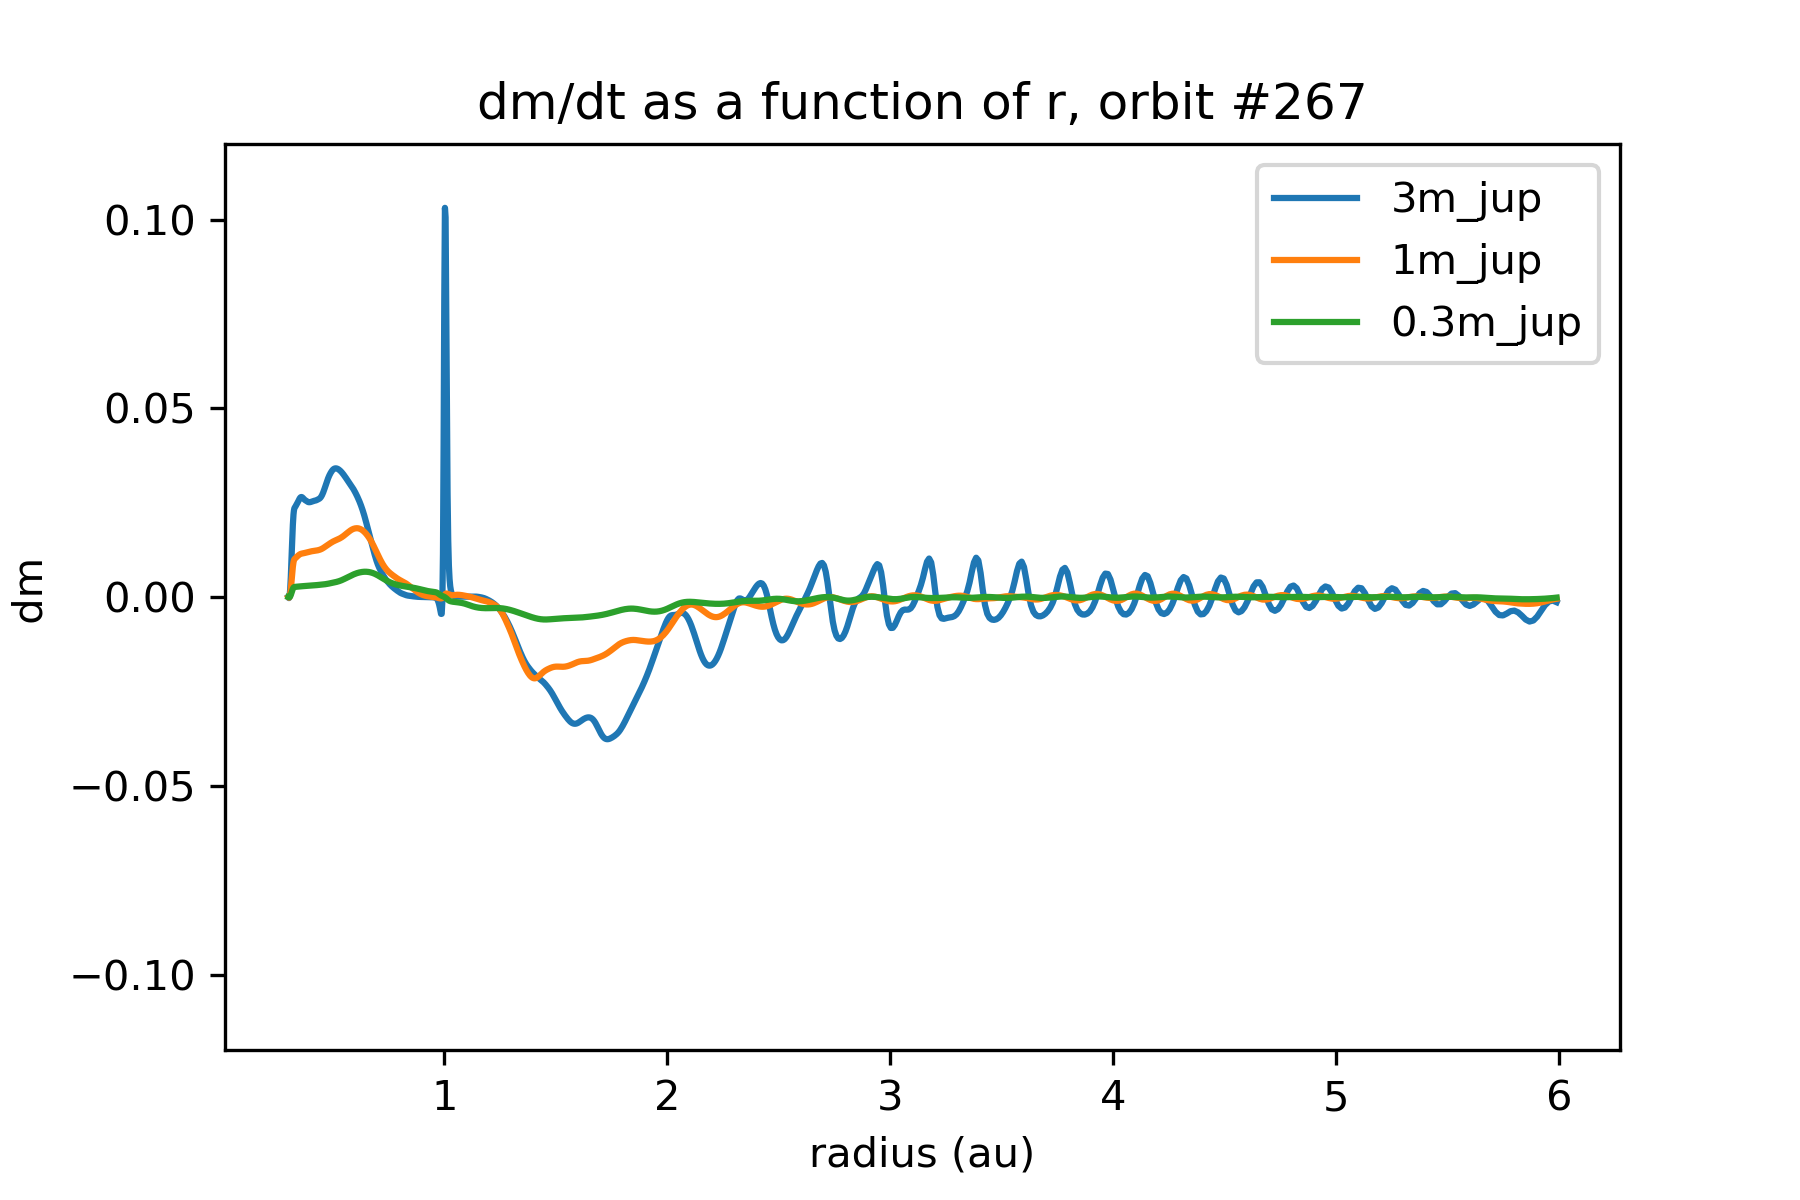 dm/dt as a function of r, orbit #267
3m_jup
1m_jup
0.3m_jup
0.10
0.05
0.00
−0.05
−0.10
dm
1 2 3 4 5 6
radius (au)